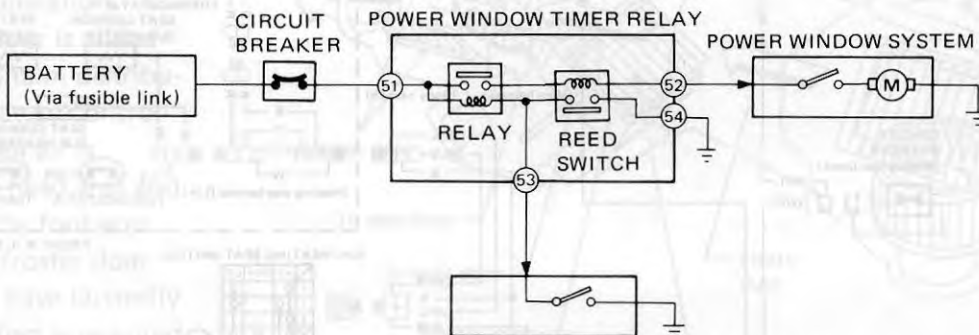 CIRCUIT
BREAKER
POWER WINDOW TIMER RELAY
POWER WINDOW SYSTEM
BATTERY
(Via fusible link)
51
52
M
RELAY
REED
SWITCH
54
53